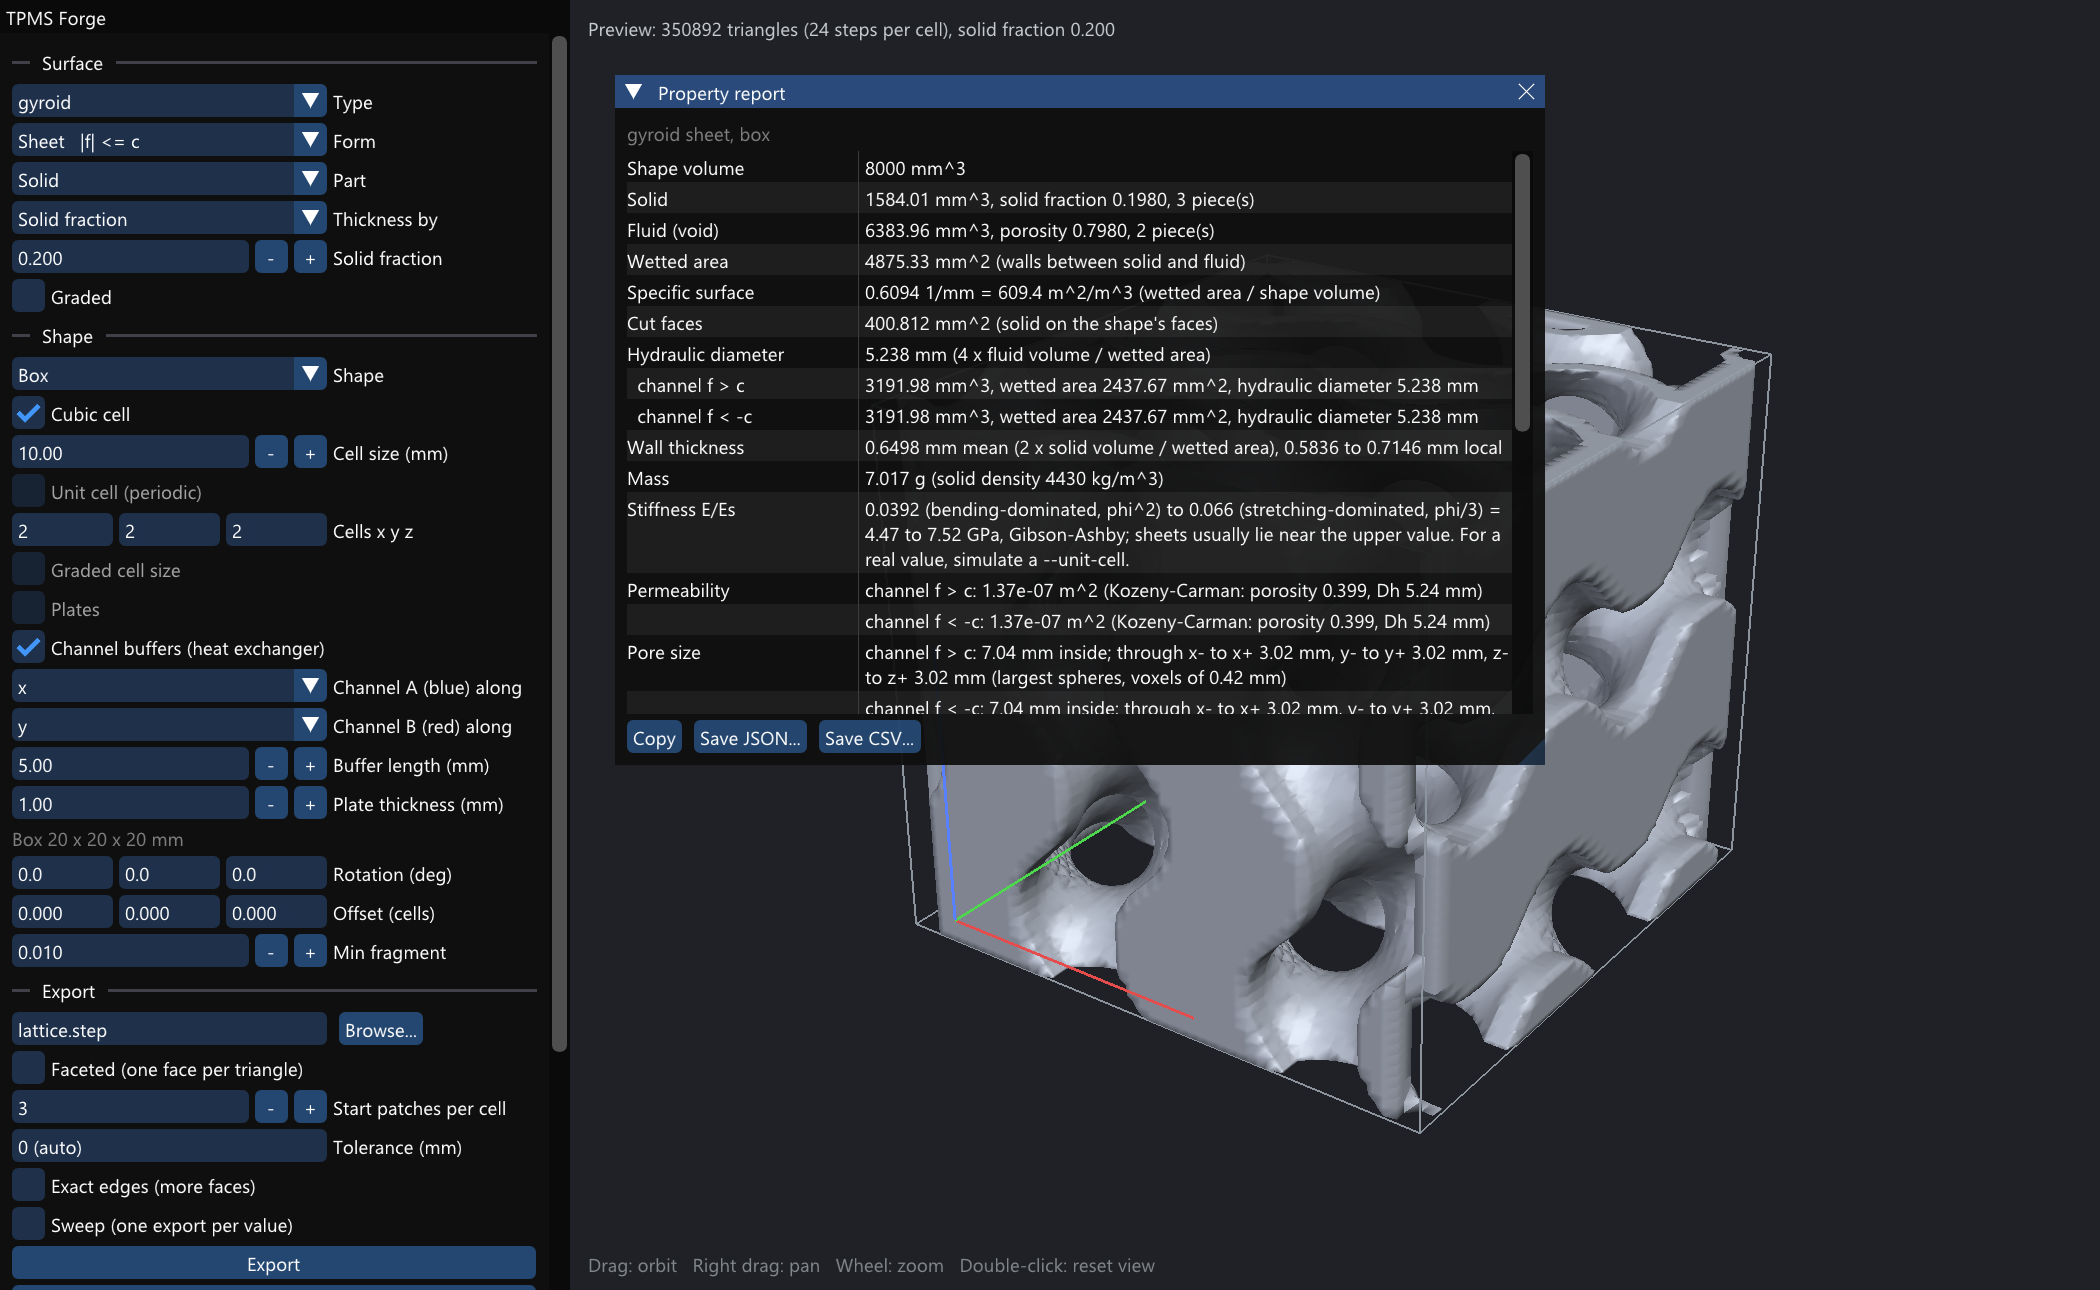 TPMS Forge
Surface
gyroid Type
Sheet |f| <= c Form
Solid Part
Solid fraction Thickness by
0.200 - + Solid fraction
Graded
Shape
Box Shape
Cubic cell
10.00 - + Cell size (mm)
Unit cell (periodic)
2 2 2 Cells x y z
Graded cell size
Plates
Channel buffers (heat exchanger)
x Channel A (blue) along
y Channel B (red) along
5.00 - + Buffer length (mm)
1.00 - + Plate thickness (mm)
Box 20 x 20 x 20 mm
0.0 0.0 0.0 Rotation (deg)
0.000 0.000 0.000 Offset (cells)
0.010 - + Min fragment
Export
lattice.step Browse...
Faceted (one face per triangle)
3 - + Start patches per cell
0 (auto) Tolerance (mm)
Exact edges (more faces)
Sweep (one export per value)
Export
Preview: 350892 triangles (24 steps per cell), solid fraction 0.200
Property report
gyroid sheet, box
Shape volume 8000 mm^3
Solid 1584.01 mm^3, solid fraction 0.1980, 3 piece(s)
Fluid (void) 6383.96 mm^3, porosity 0.7980, 2 piece(s)
Wetted area 4875.33 mm^2 (walls between solid and fluid)
Specific surface 0.6094 1/mm = 609.4 m^2/m^3 (wetted area / shape volume)
Cut faces 400.812 mm^2 (solid on the shape's faces)
Hydraulic diameter 5.238 mm (4 x fluid volume / wetted area)
channel f > c 3191.98 mm^3, wetted area 2437.67 mm^2, hydraulic diameter 5.238 mm
channel f < -c 3191.98 mm^3, wetted area 2437.67 mm^2, hydraulic diameter 5.238 mm
Wall thickness 0.6498 mm mean (2 x solid volume / wetted area), 0.5836 to 0.7146 mm local
Mass 7.017 g (solid density 4430 kg/m^3)
Stiffness E/Es 0.0392 (bending-dominated, phi^2) to 0.066 (stretching-dominated, phi/3) =
4.47 to 7.52 GPa, Gibson-Ashby; sheets usually lie near the upper value. For a
real value, simulate a --unit-cell.
Permeability channel f > c: 1.37e-07 m^2 (Kozeny-Carman: porosity 0.399, Dh 5.24 mm)
channel f < -c: 1.37e-07 m^2 (Kozeny-Carman: porosity 0.399, Dh 5.24 mm)
Pore size channel f > c: 7.04 mm inside; through x- to x+ 3.02 mm, y- to y+ 3.02 mm, z-
to z+ 3.02 mm (largest spheres, voxels of 0.42 mm)
channel f < -c: 7.04 mm inside; through x- to x+ 3.02 mm, y- to y+ 3.02 mm,
Copy Save JSON... Save CSV...
Drag: orbit Right drag: pan Wheel: zoom Double-click: reset view